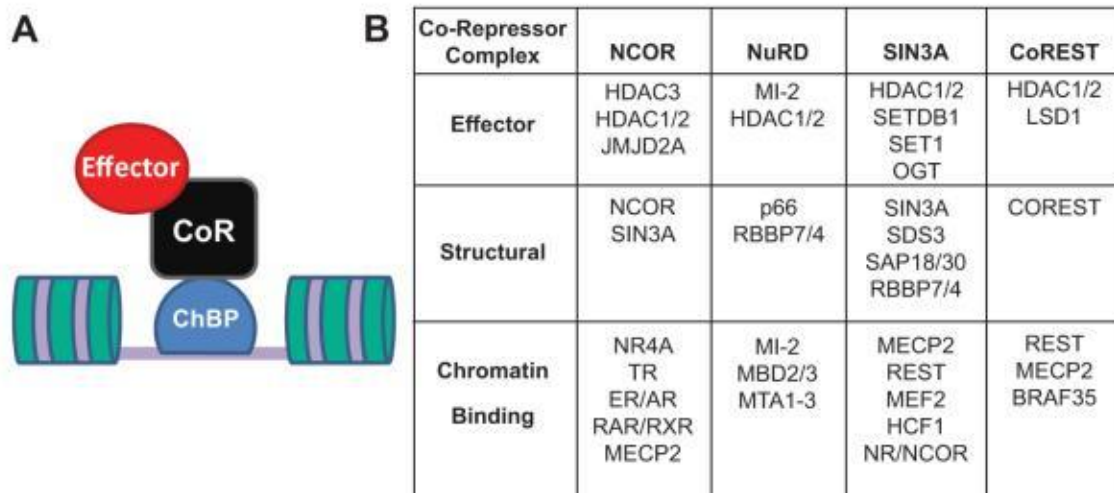 A
Effector
CoR
ChBP
B
Co-Repressor Complex NCOR NuRD SIN3A CoREST
Effector
HDAC3
HDAC1/2
JMJD2A
MI-2
HDAC1/2
HDAC1/2
SETDB1
SET1
OGT
HDAC1/2
LSD1
Structural
NCOR
SIN3A
p66
RBBP7/4
SIN3A
SDS3
SAP18/30
RBBP7/4
COREST
Chromatin
Binding
NR4A
TR
ER/AR
RAR/RXR
MECP2
MI-2
MBD2/3
MTA1-3
MECP2
REST
MEF2
HCF1
NR/NCOR
REST
MECP2
BRAF35